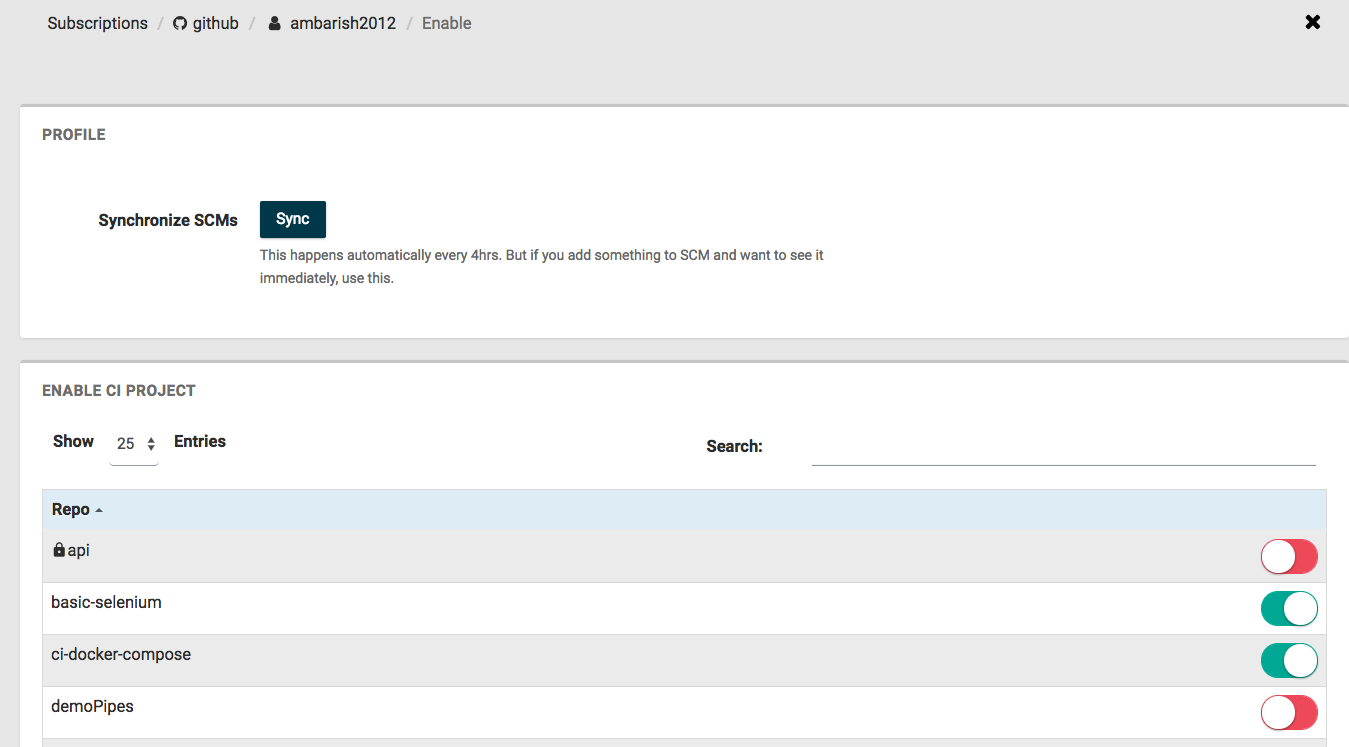 Subscriptions / github / ambarish2012 / Enable
PROFILE
Synchronize SCMs
Sync
This happens automatically every 4hrs. But if you add something to SCM and want to see it
immediately, use this.
ENABLE CI PROJECT
Show 25 Entries
Search:
Repo
api
basic-selenium
ci-docker-compose
demoPipes